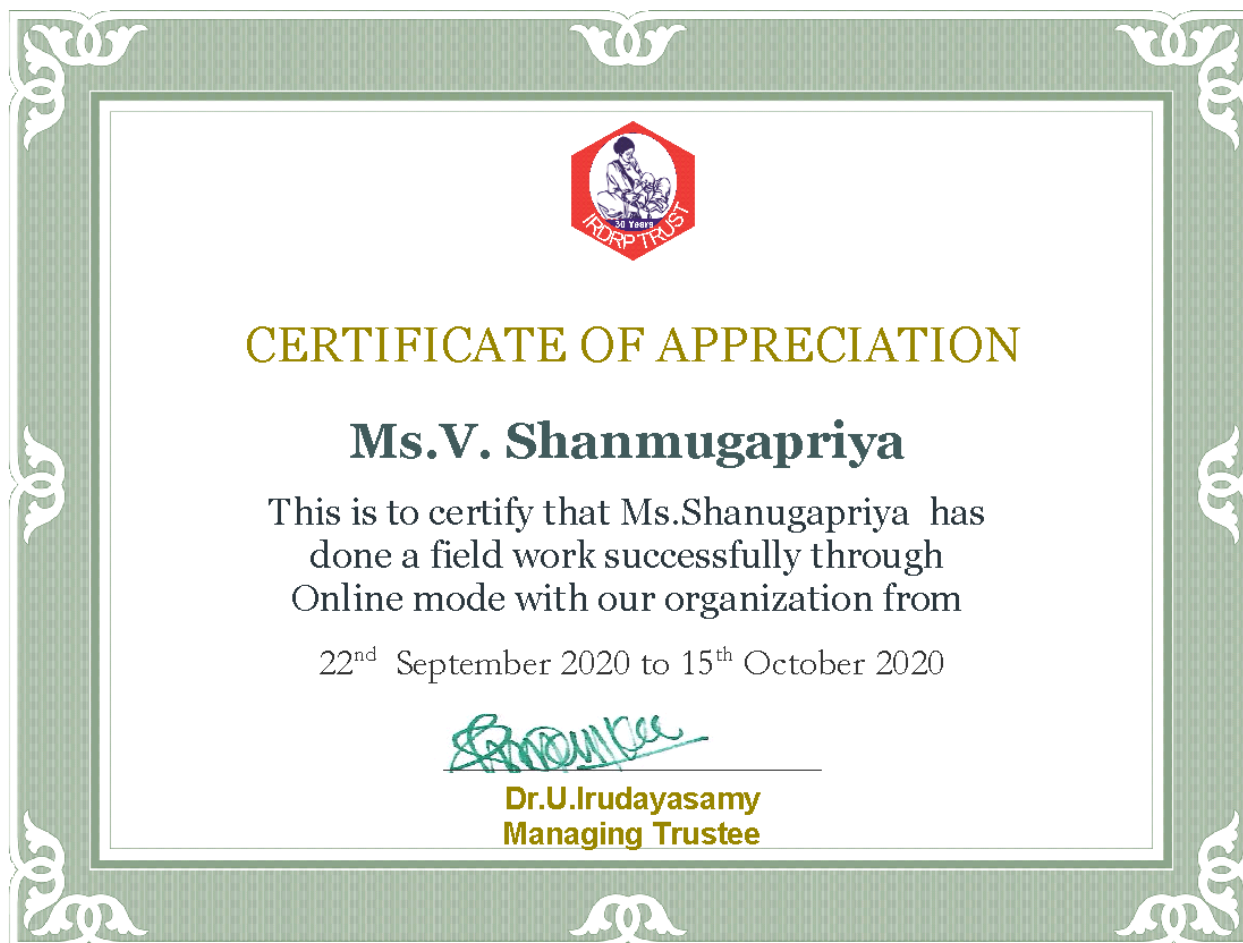 30 Years
IRDRP TRUST
CERTIFICATE OF APPRECIATION
Ms.V. Shanmugapriya
This is to certify that Ms.Shanugapriya has
done a field work successfully through
Online mode with our organization from
22nd September 2020 to 15th October 2020
Dr.U.Irudayasamy
Managing Trustee